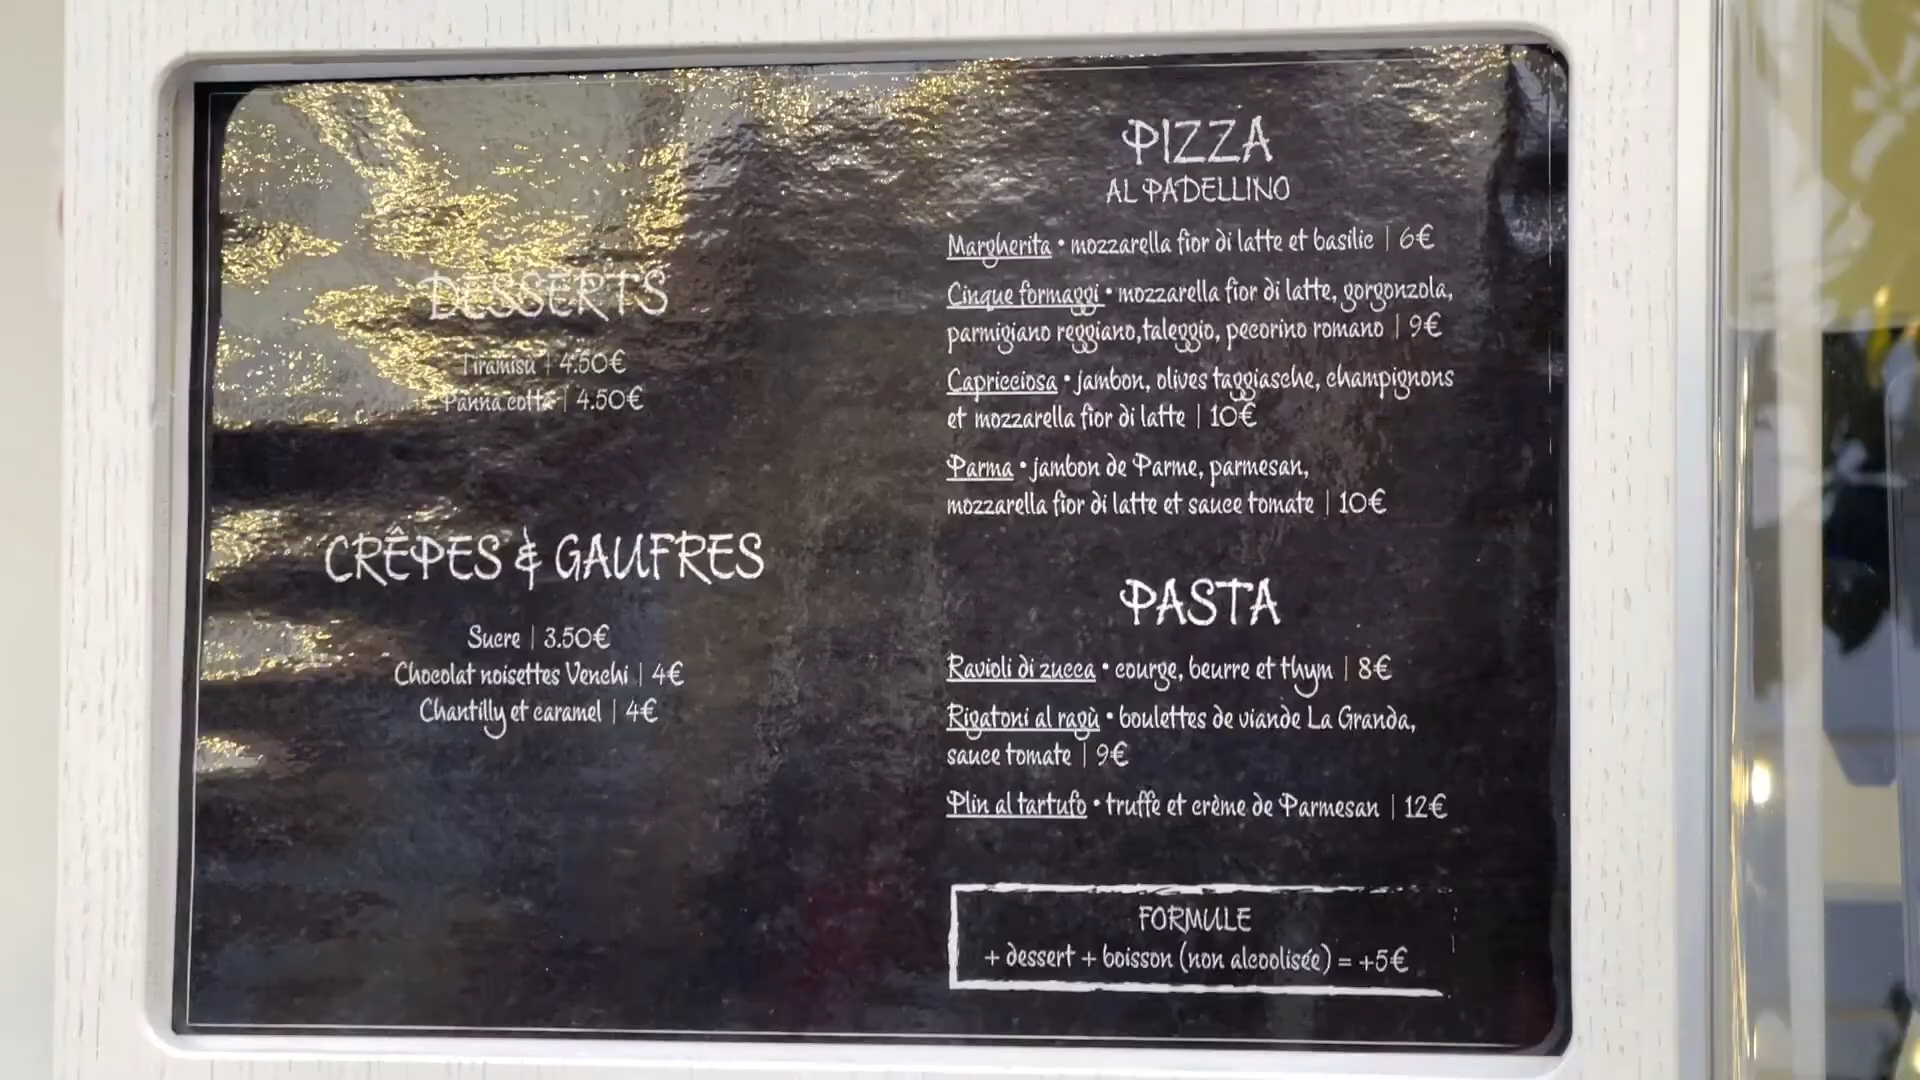 DESSERTS
Tiramisu | 4.50€
Panna cotta | 4.50€
CRÊPES & GAUFRES
Sucre | 3.50€
Chocolat noisettes Venchi | 4€
Chantilly et caramel | 4€
PIZZA
AL PADELLINO
Margherita • mozzarella fior di latte et basilic | 6€
Cinque formaggi • mozzarella fior di latte, gorgonzola,
parmigiano reggiano,taleggio, pecorino romano | 9€
Capricciosa • jambon, olives taggiasche, champignons
et mozzarella fior di latte | 10€
Parma • jambon de Parme, parmesan,
mozzarella fior di latte et sauce tomate | 10€
PASTA
Ravioli di zucca • courge, beurre et thym | 8€
Rigatoni al ragù • boulettes de viande La Granda,
sauce tomate | 9€
Plin al tartufo • truffe et crème de Parmesan | 12€
FORMULE
+ dessert + boisson (non alcoolisée) = +5€